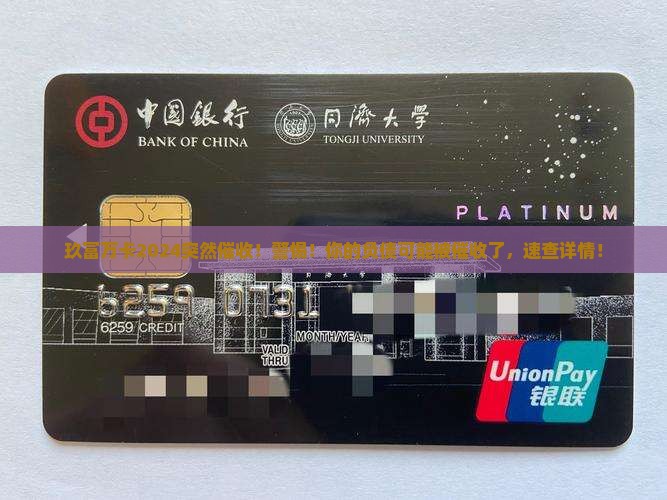 中國銀行 同濟大學
BANK OF CHINA TONGJI UNIVERSITY
PLATINUM
玖富万卡2024突然催收！警惕！你的负债可能被催收了，速查详情！
6259 0731
6259 CREDIT
MONTH/YEAR
VALID
THRU
UnionPay
银联